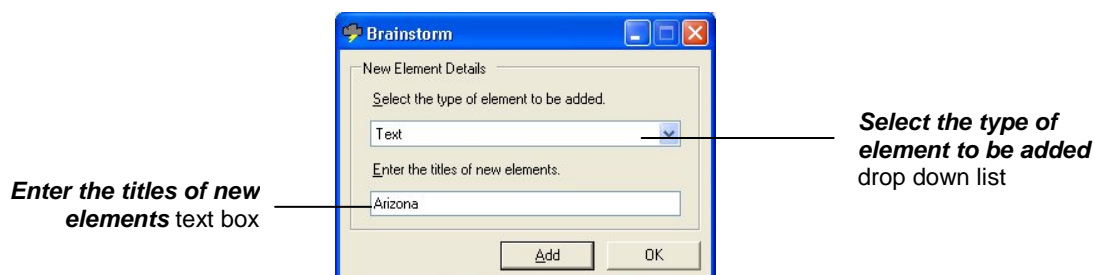 Brainstorm
New Element Details
Select the type of element to be added.
Text
Enter the titles of new elements.
Arizona
Add OK
Select the type of
element to be added
drop down list
Enter the titles of new
elements text box